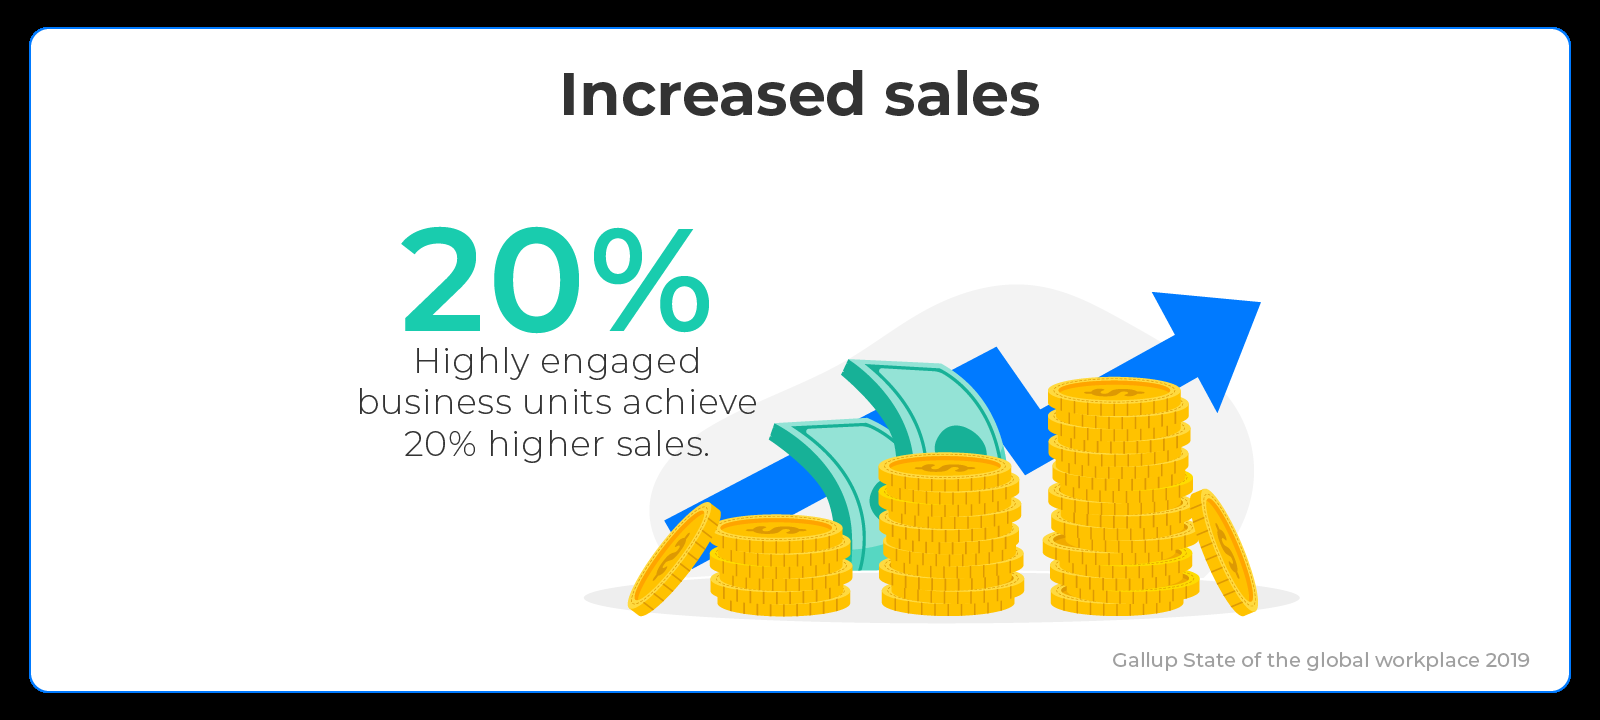 Increased sales
20%
Highly engaged
business units achieve
20% higher sales.
Gallup State of the global workplace 2019